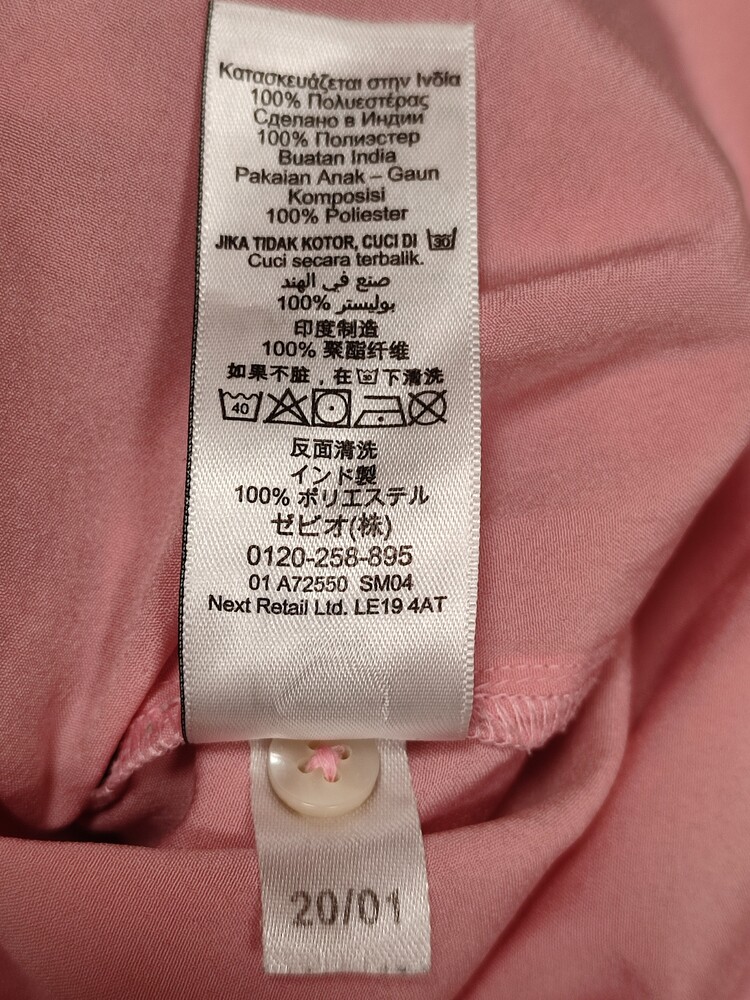 Κατασκευάζεται στην Ινδία
100% Πολυεστέρας
Сделано в Индии
100% Полиэстер
Buatan India
Pakaian Anak – Gaun
Komposisi
100% Poliester
JIKA TIDAK KOTOR, CUCI DI 30
Cuci secara terbalik.
صنع في الهند
100% بوليستر
印度制造
100% 聚酯纤维
如果不脏，在 30 下清洗
40
反面清洗
インド製
100% ポリエステル
ゼビオ(株)
0120-258-895
01 A72550 SM04
Next Retail Ltd. LE19 4AT
20/01